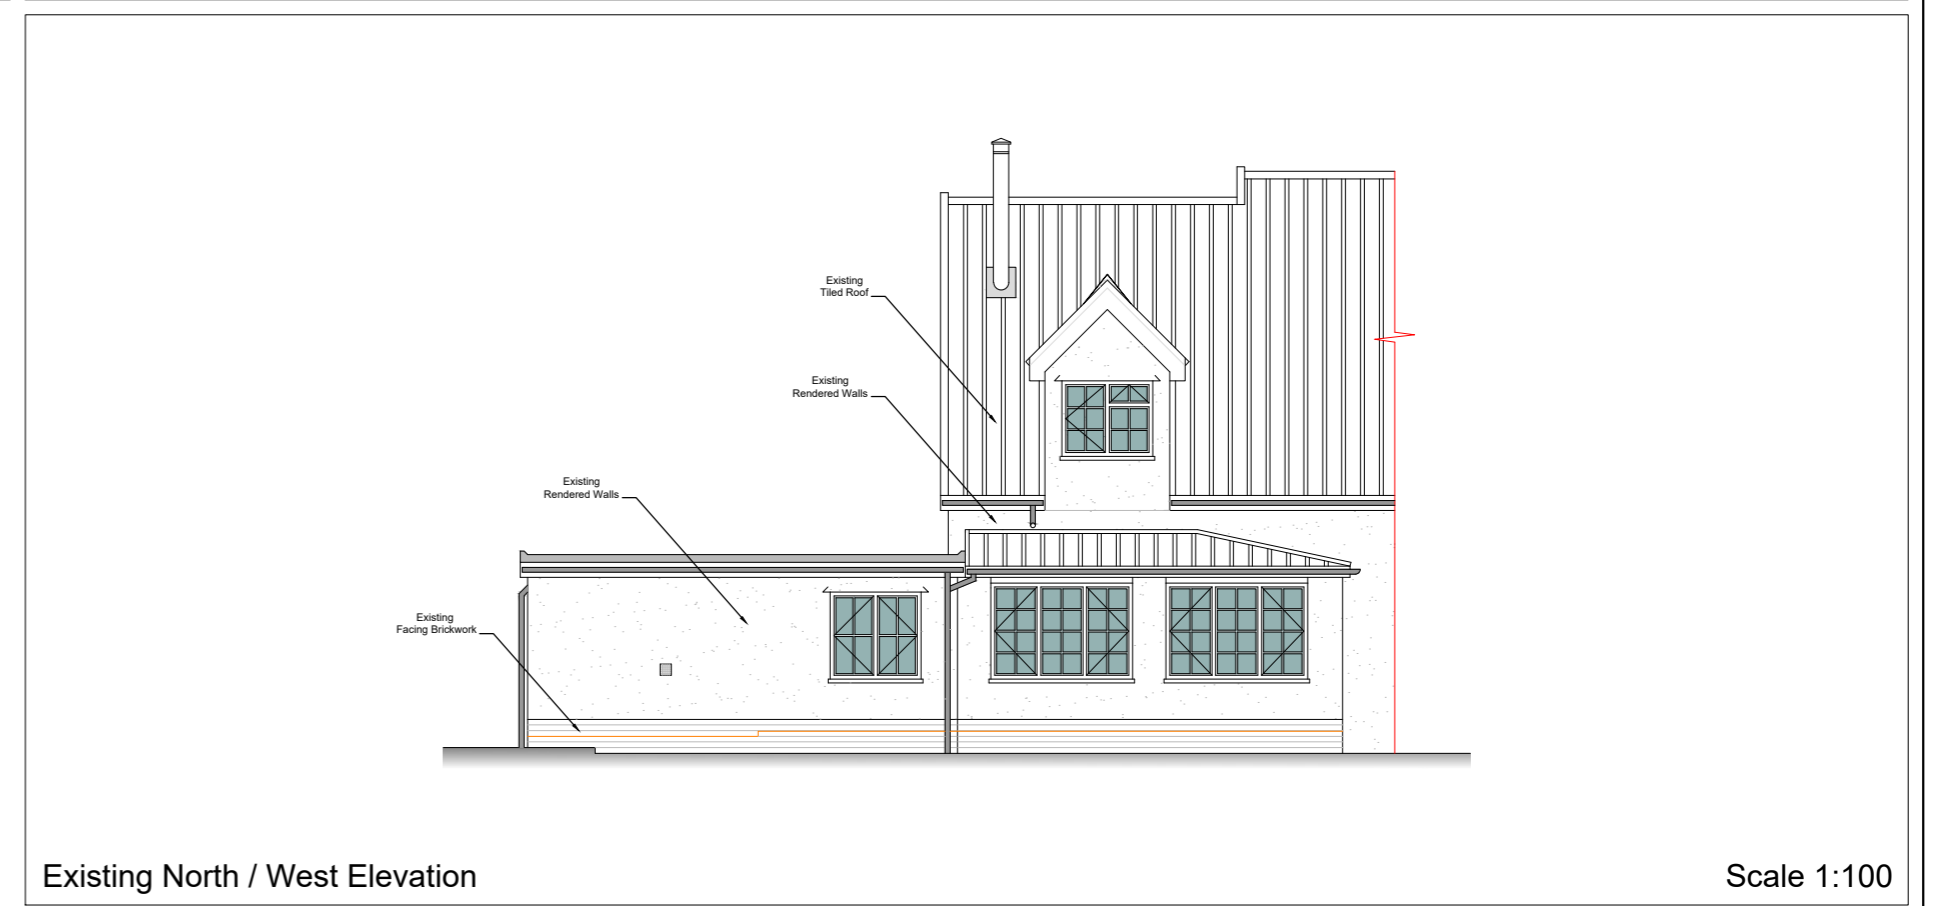 Existing
Tiled Roof
Existing
Rendered Walls
Existing
Rendered Walls
Existing
Facing Brickwork
Existing North / West Elevation
Scale 1:100